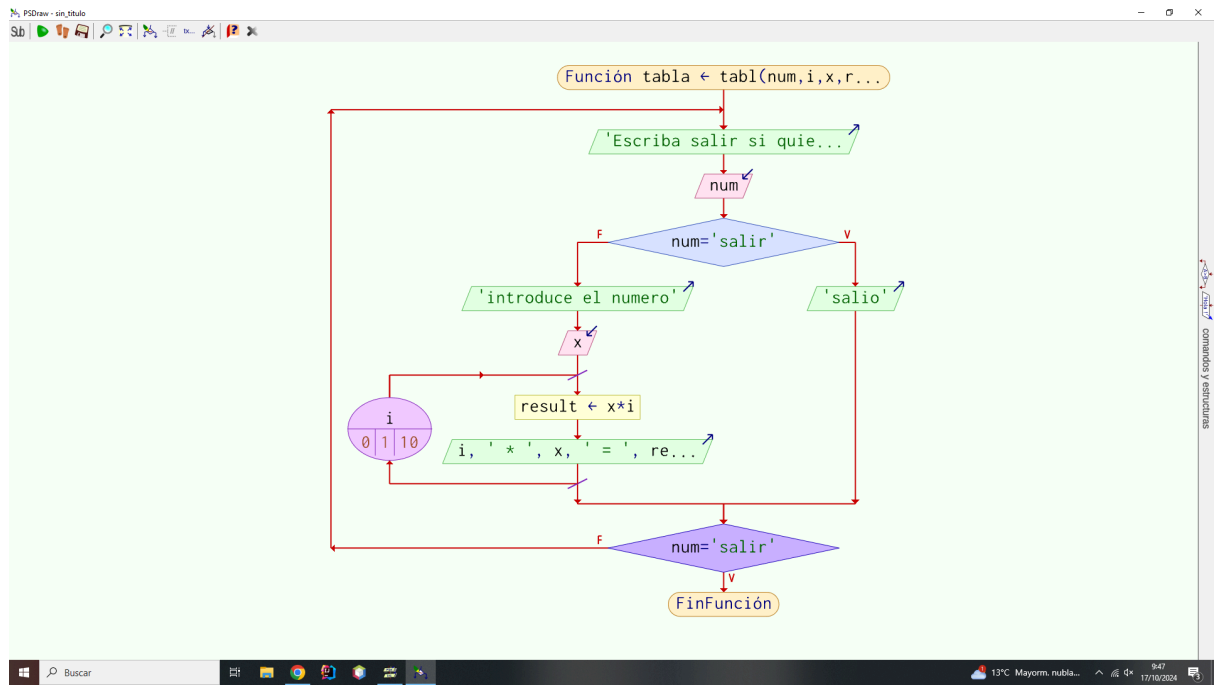 PSDraw - sin_titulo
Sub
Función tabla ← tabl(num,i,x,r...
'Escriba salir si quie...
num
num='salir'
F
V
'introduce el numero'
'salio'
x
result ← x*i
i
0 1 10
i, ' * ', x, ' = ', re...
num='salir'
F
V
FinFunción
comandos y estructuras
Buscar
13°C Mayorm. nubla...
9:47
17/10/2024